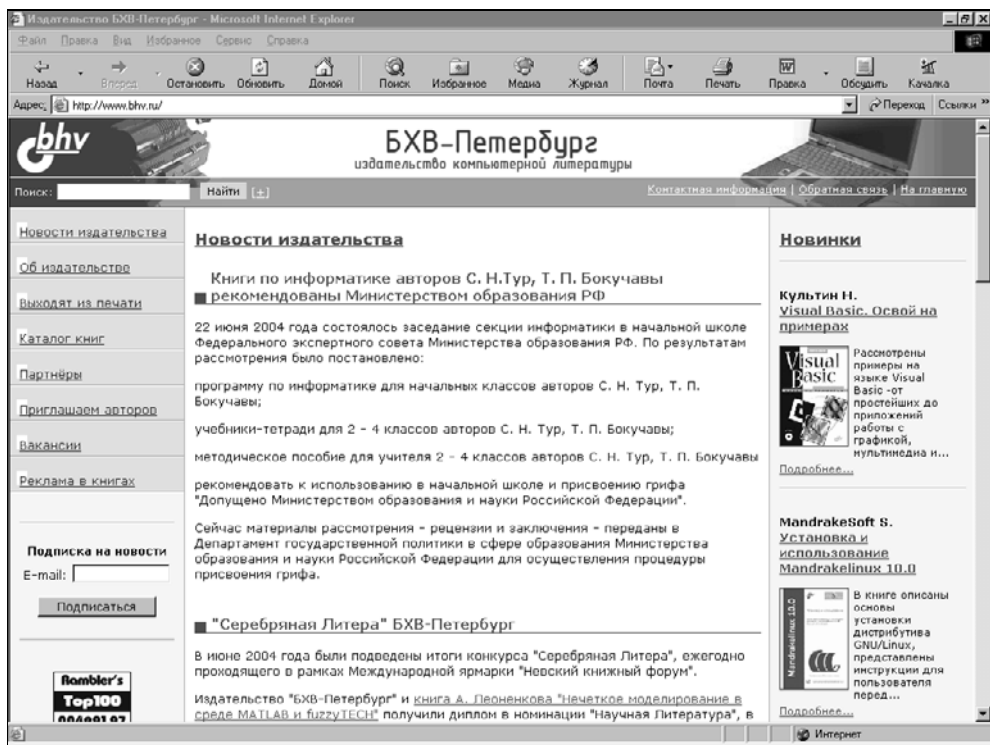 Издательство БХВ-Петербург - Microsoft Internet Explorer
Файл Правка Вид Избранное Сервис Справка
Назад Вперед Остановить Обновить Домой Поиск Избранное Медиа Журнал Почта Печать Правка Обсудить Качалка
Адрес: http://www.bhv.ru/ Переход Ссылки »
bhv
БХВ-Петербург
издательство компьютерной литературы
Поиск: Найти [+] Контактная информация | Обратная связь | На главную
Новости издательства
Об издательстве
Выходят из печати
Каталог книг
Партнёры
Приглашаем авторов
Вакансии
Реклама в книгах
Подписка на новости
E-mail:
Подписаться
Rambler's
Top100
Новости издательства
Книги по информатике авторов С. Н.Тур, Т. П. Бокучавы
рекомендованы Министерством образования РФ
22 июня 2004 года состоялось заседание секции информатики в начальной школе
Федерального экспертного совета Министерства образования РФ. По результатам
рассмотрения было постановлено:
программу по информатике для начальных классов авторов С. Н. Тур, Т. П.
Бокучавы;
учебники-тетради для 2 - 4 классов авторов С. Н. Тур, Т. П. Бокучавы;
методическое пособие для учителя 2 - 4 классов авторов С. Н. Тур, Т. П. Бокучавы
рекомендовать к использованию в начальной школе и присвоению грифа
"Допущено Министерством образования и науки Российской Федерации".
Сейчас материалы рассмотрения - рецензии и заключения - переданы в
Департамент государственной политики в сфере образования Министерства
образования и науки Российской Федерации для осуществления процедуры
присвоения грифа.
"Серебряная Литера" БХВ-Петербург
В июне 2004 года были подведены итоги конкурса "Серебряная Литера", ежегодно
проходящего в рамках Международной ярмарки "Невский книжный форум".
Издательство "БХВ-Петербург" и книга А. Леоненкова "Нечеткое моделирование в
среде MATLAB и fuzzyTECH" получили диплом в номинации "Научная Литература", в
Новинки
Культин Н.
Visual Basic. Освой на
примерах
Visual
Basic
Рассмотрены
примеры на
языке Visual
Basic -от
простейших до
приложений
работы с
графикой,
мультимедиа и...
Подробнее...
MandrakeSoft S.
Установка и
использование
Mandrakelinux 10.0
Mandrakelinux 10.0
В книге описаны
основы
установки
дистрибутива
GNU/Linux,
представлены
инструкции для
пользователя
перед...
Подробнее...
Интернет